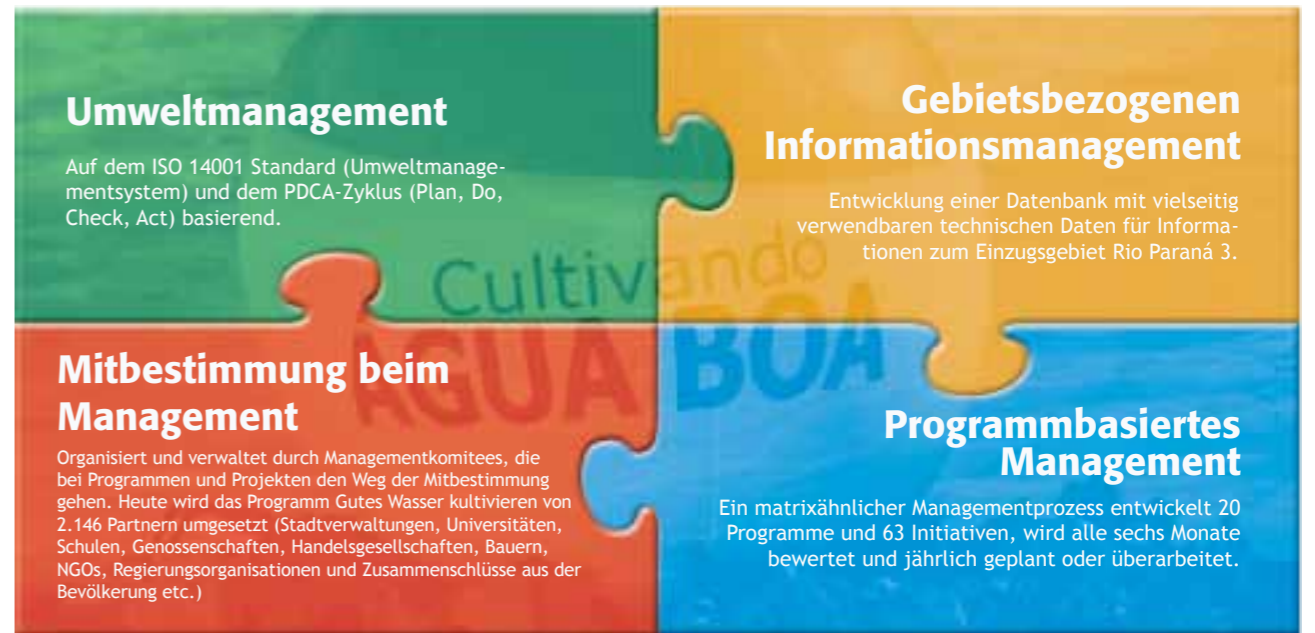 Umweltmanagement
Auf dem ISO 14001 Standard (Umweltmanage-
mentsystem) und dem PDCA-Zyklus (Plan, Do,
Check, Act) basierend.
Gebietsbezogenen
Informationsmanagement
Entwicklung einer Datenbank mit vielseitig
verwendbaren technischen Daten für Informa-
tionen zum Einzugsgebiet Rio Paraná 3.
Cultivando
ÁGUA BOA
Mitbestimmung beim
Management
Organisiert und verwaltet durch Managementkomitees, die
bei Programmen und Projekten den Weg der Mitbestimmung
gehen. Heute wird das Programm Gutes Wasser kultivieren von
2.146 Partnern umgesetzt (Stadtverwaltungen, Universitäten,
Schulen, Genossenschaften, Handelsgesellschaften, Bauern,
NGOs, Regierungsorganisationen und Zusammenschlüsse aus der
Bevölkerung etc.)
Programmbasiertes
Management
Ein matrixähnlicher Managementprozess entwickelt 20
Programme und 63 Initiativen, wird alle sechs Monate
bewertet und jährlich geplant oder überarbeitet.